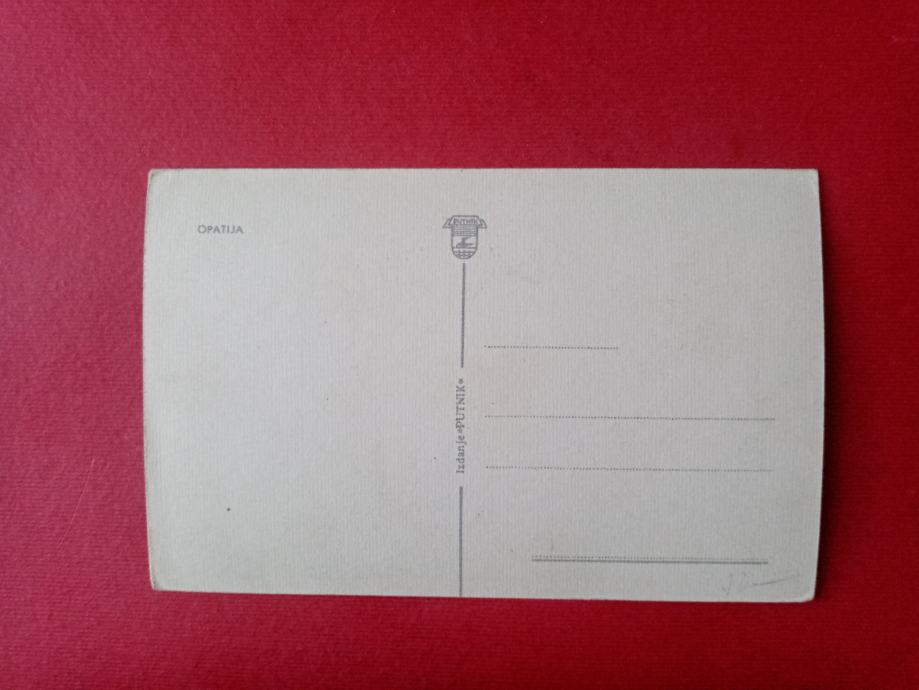 OPATIJA
PUTNIK
Izdanje »PUTNIK«